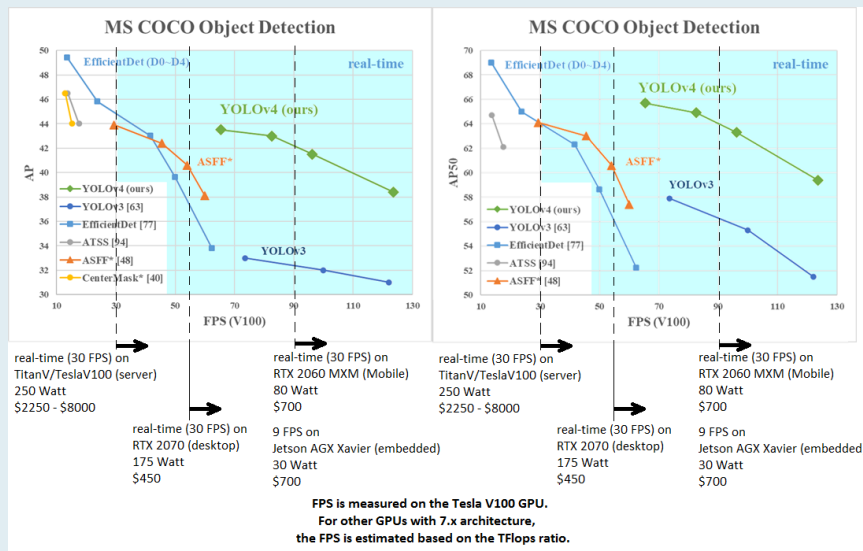 MS COCO Object Detection
50
48
46
44
42
40
38
36
34
32
30
AP
EfficientDet (D0~D4)
real-time
YOLOv4 (ours)
ASFF*
YOLOv3
YOLOv4 (ours)
YOLOv3 [63]
EfficientDet [77]
ATSS [94]
ASFF* [48]
CenterMask* [40]
10 30 50 70 90 110 130
FPS (V100)
MS COCO Object Detection
70
68
66
64
62
60
58
56
54
52
50
AP50
EfficientDet (D0~D4)
real-time
YOLOv4 (ours)
ASFF*
YOLOv3
YOLOv4 (ours)
YOLOv3 [63]
EfficientDet [77]
ATSS [94]
ASFF* [48]
10 30 50 70 90 110 130
FPS (V100)
real-time (30 FPS) on
TitanV/TeslaV100 (server)
250 Watt
$2250 - $8000
real-time (30 FPS) on
RTX 2070 (desktop)
175 Watt
$450
real-time (30 FPS) on
RTX 2060 MXM (Mobile)
80 Watt
$700
9 FPS on
Jetson AGX Xavier (embedded)
30 Watt
$700
real-time (30 FPS) on
TitanV/TeslaV100 (server)
250 Watt
$2250 - $8000
real-time (30 FPS) on
RTX 2070 (desktop)
175 Watt
$450
real-time (30 FPS) on
RTX 2060 MXM (Mobile)
80 Watt
$700
9 FPS on
Jetson AGX Xavier (embedded)
30 Watt
$700
FPS is measured on the Tesla V100 GPU.
For other GPUs with 7.x architecture,
the FPS is estimated based on the TFlops ratio.